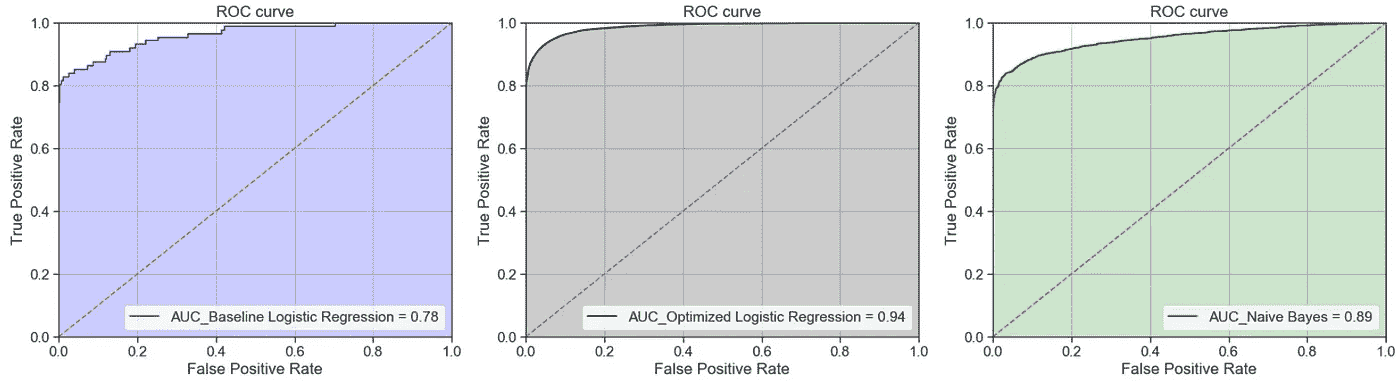 ROC curve
1.0
0.8
0.6
0.4
0.2
0.0
True Positive Rate
AUC_Baseline Logistic Regression = 0.78
0.0 0.2 0.4 0.6 0.8 1.0
False Positive Rate
ROC curve
1.0
0.8
0.6
0.4
0.2
0.0
True Positive Rate
AUC_Optimized Logistic Regression = 0.94
0.0 0.2 0.4 0.6 0.8 1.0
False Positive Rate
ROC curve
1.0
0.8
0.6
0.4
0.2
0.0
True Positive Rate
AUC_Naive Bayes = 0.89
0.0 0.2 0.4 0.6 0.8 1.0
False Positive Rate